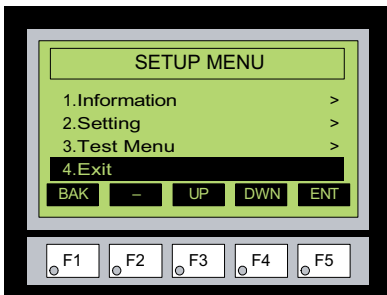 SETUP MENU
1.Information >
2.Setting >
3.Test Menu >
4.Exit
BAK – UP DWN ENT
F1 F2 F3 F4 F5